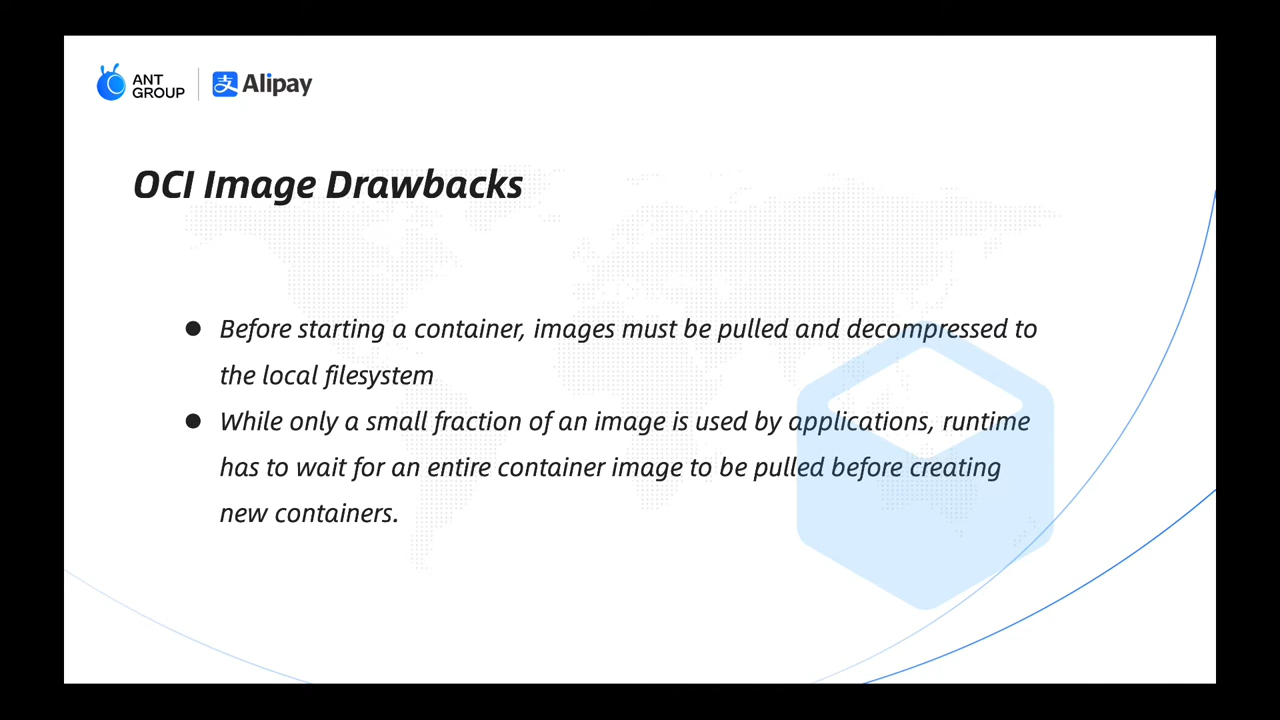 ANT
GROUP
支 Alipay
OCI Image Drawbacks
● Before starting a container, images must be pulled and decompressed to
the local filesystem
● While only a small fraction of an image is used by applications, runtime
has to wait for an entire container image to be pulled before creating
new containers.